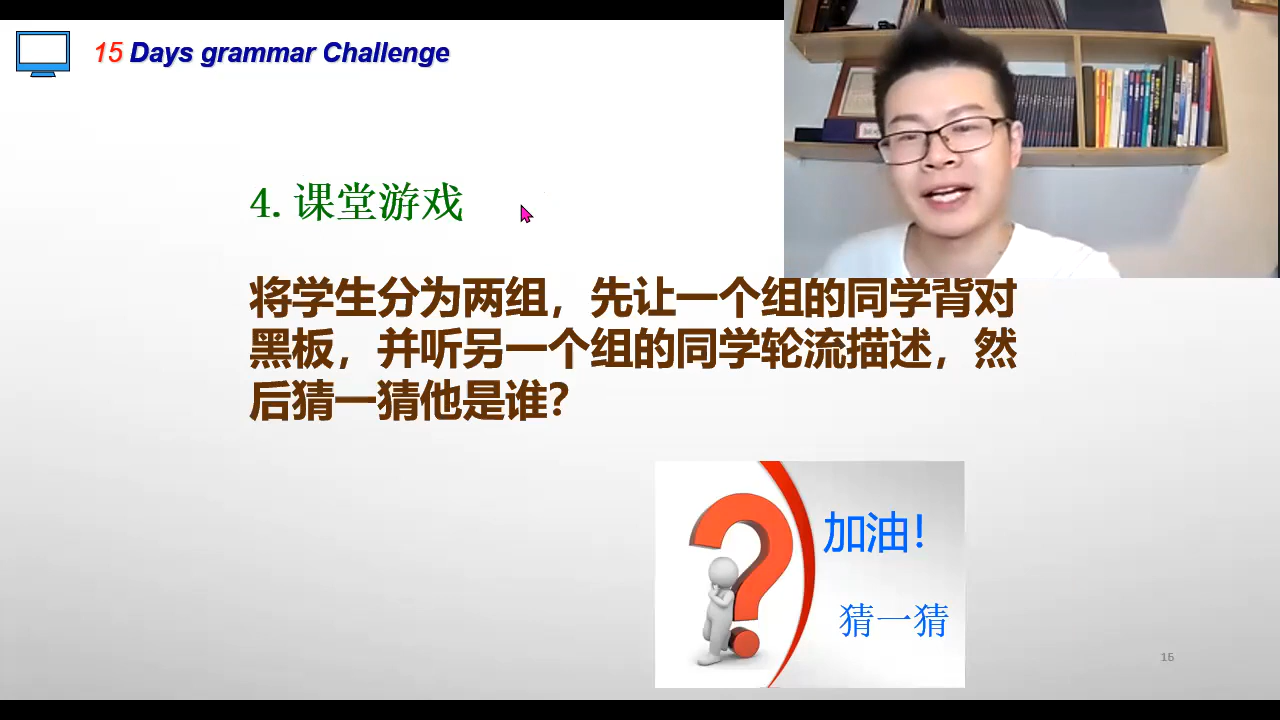 15 Days grammar Challenge
4. 课堂游戏
将学生分为两组，先让一个组的同学背对
黑板，并听另一个组的同学轮流描述，然
后猜一猜他是谁？
加油！
猜一猜
15